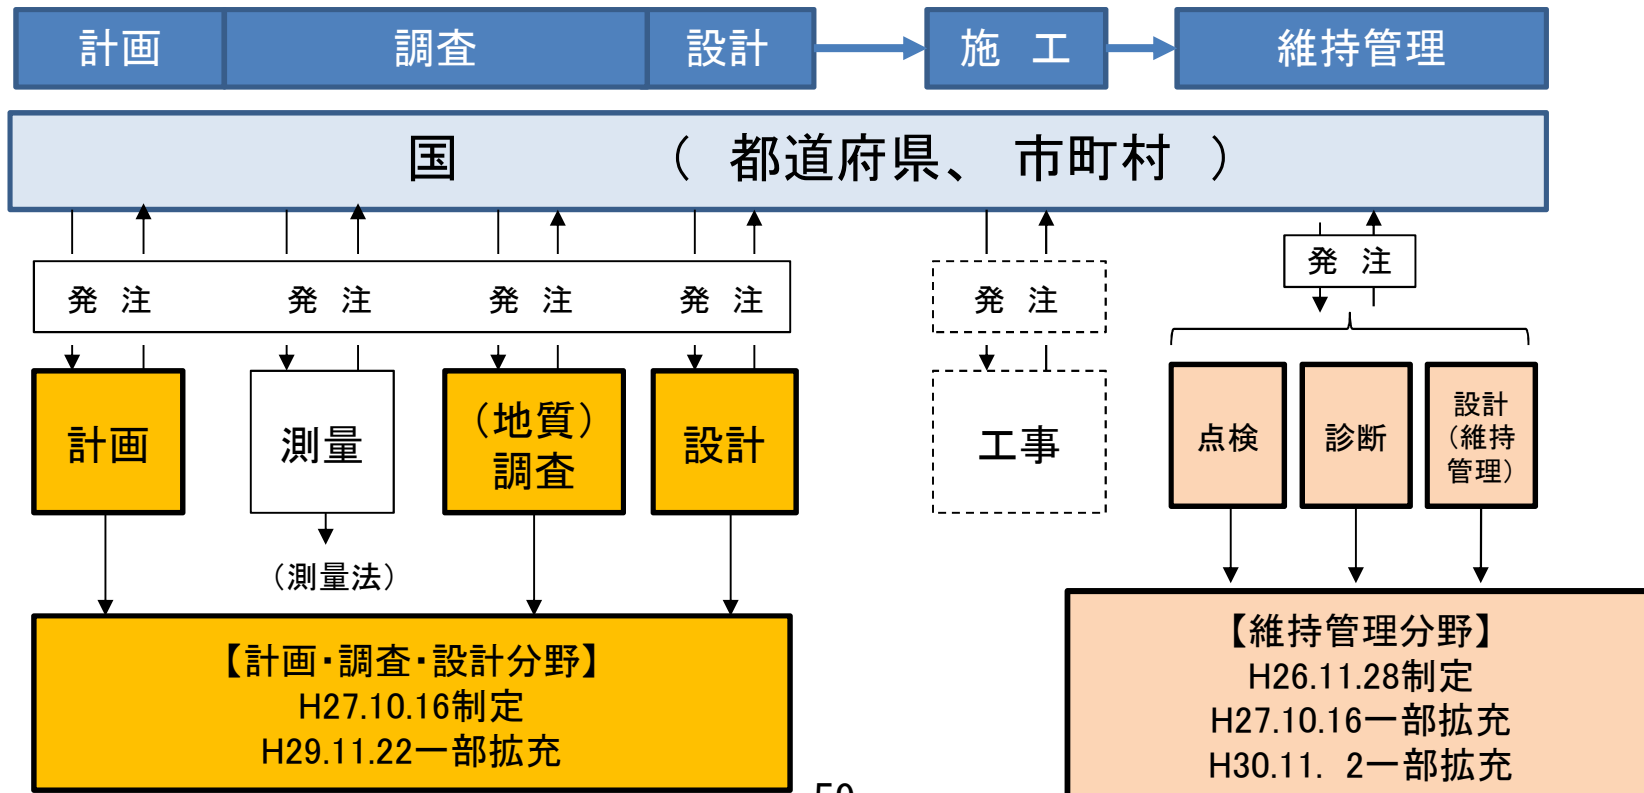 計画
調査
設計
施　工
維持管理
国　（ 都道府県、 市町村 ）
発 注
発 注
発 注
発 注
発 注
発 注
計画
測量
（地質）
調査
設計
工事
点検
診断
設計
（維持
管理）
（測量法）
【計画・調査・設計分野】
H27.10.16制定
H29.11.22一部拡充
【維持管理分野】
H26.11.28制定
H27.10.16一部拡充
H30.11. 2一部拡充